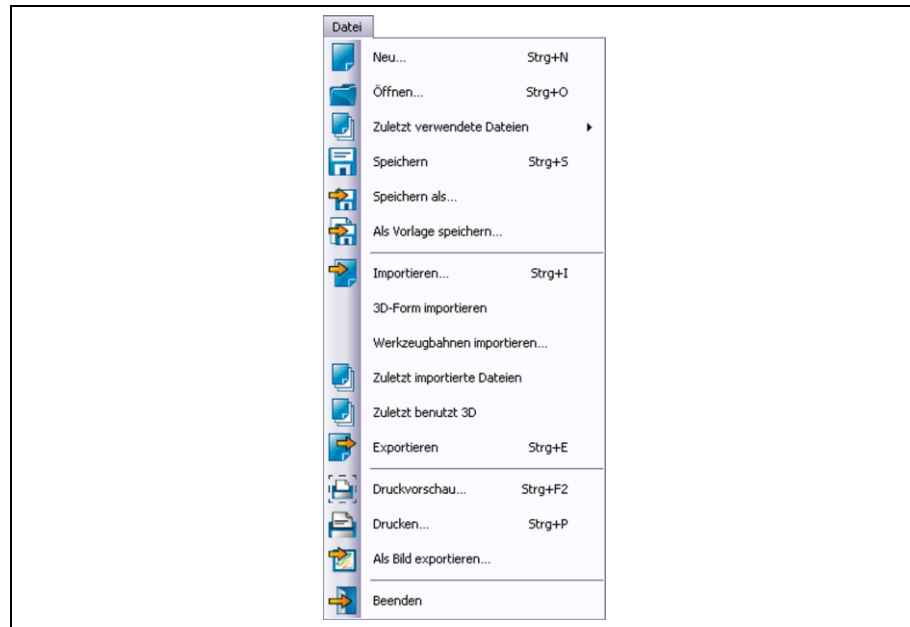 Datei
Neu... Strg+N
Öffnen... Strg+O
Zuletzt verwendete Dateien
Speichern Strg+S
Speichern als...
Als Vorlage speichern...
Importieren... Strg+I
3D-Form importieren
Werkzeugbahnen importieren...
Zuletzt importierte Dateien
Zuletzt benutzt 3D
Exportieren Strg+E
Druckvorschau... Strg+F2
Drucken... Strg+P
Als Bild exportieren...
Beenden